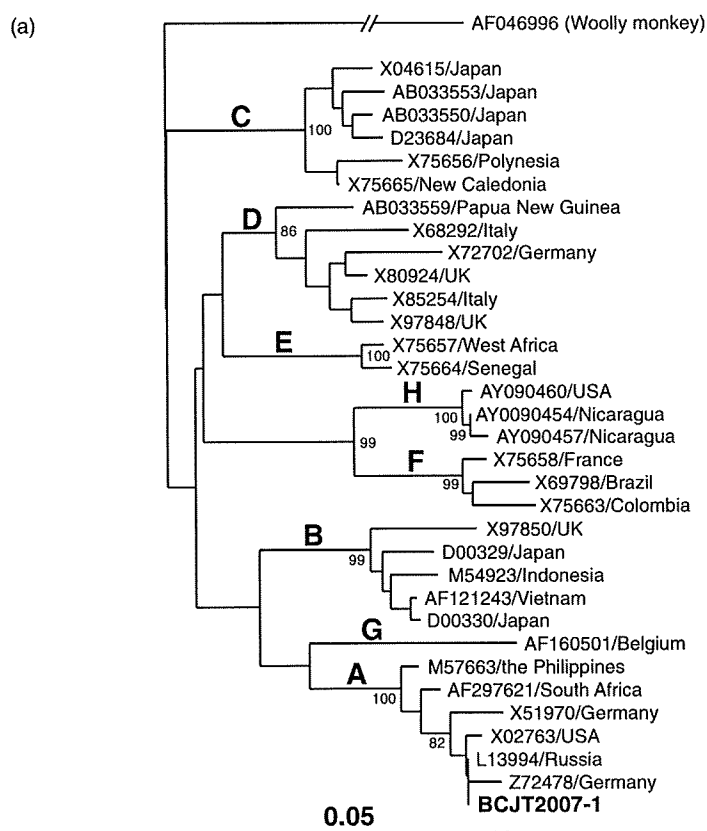 (a)
AF046996 (Woolly monkey)
X04615/Japan
AB033553/Japan
C
AB033550/Japan
100
D23684/Japan
X75656/Polynesia
X75665/New Caledonia
AB033559/Papua New Guinea
D
86
X68292/Italy
X72702/Germany
X80924/UK
X85254/Italy
X97848/UK
E
X75657/West Africa
100
X75664/Senegal
H
AY090460/USA
100
AY0090454/Nicaragua
99
AY090457/Nicaragua
99
F
X75658/France
99
X69798/Brazil
X75663/Colombia
B
X97850/UK
99
D00329/Japan
M54923/Indonesia
AF121243/Vietnam
D00330/Japan
G
AF160501/Belgium
A
M57663/the Philippines
100
AF297621/South Africa
X51970/Germany
82
X02763/USA
L13994/Russia
Z72478/Germany
BCJT2007-1
0.05